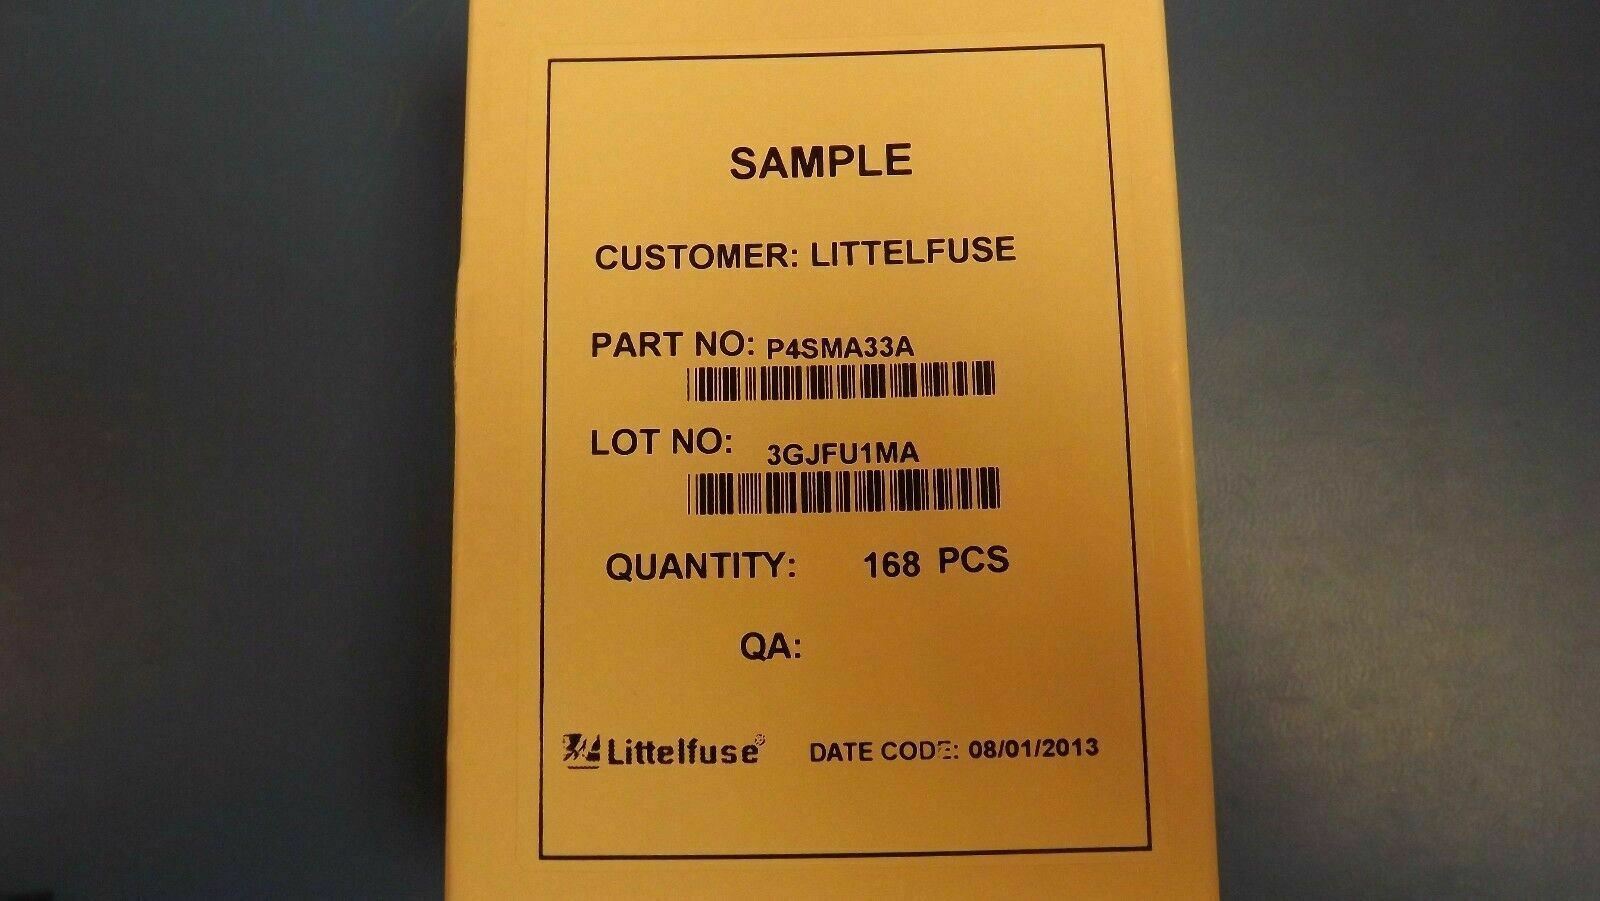 SAMPLE
CUSTOMER: LITTELFUSE
PART NO: P4SMA33A
LOT NO: 3GJFU1MA
QUANTITY: 168 PCS
QA:
Littelfuse® DATE CODE: 08/01/2013